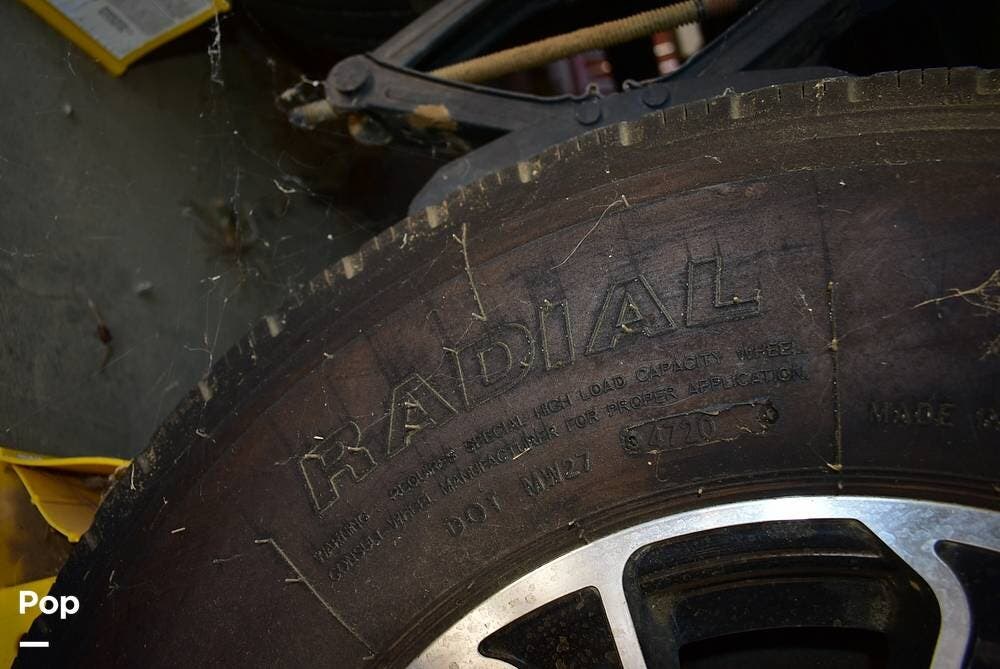 RADIAL
WARNING REQUIRES SPECIAL HIGH LOAD CAPACITY WHEEL.
CONSULT WHEEL MANUFACTURER FOR PROPER APPLICATION.
DOT MW27 4720
MADE
Pop